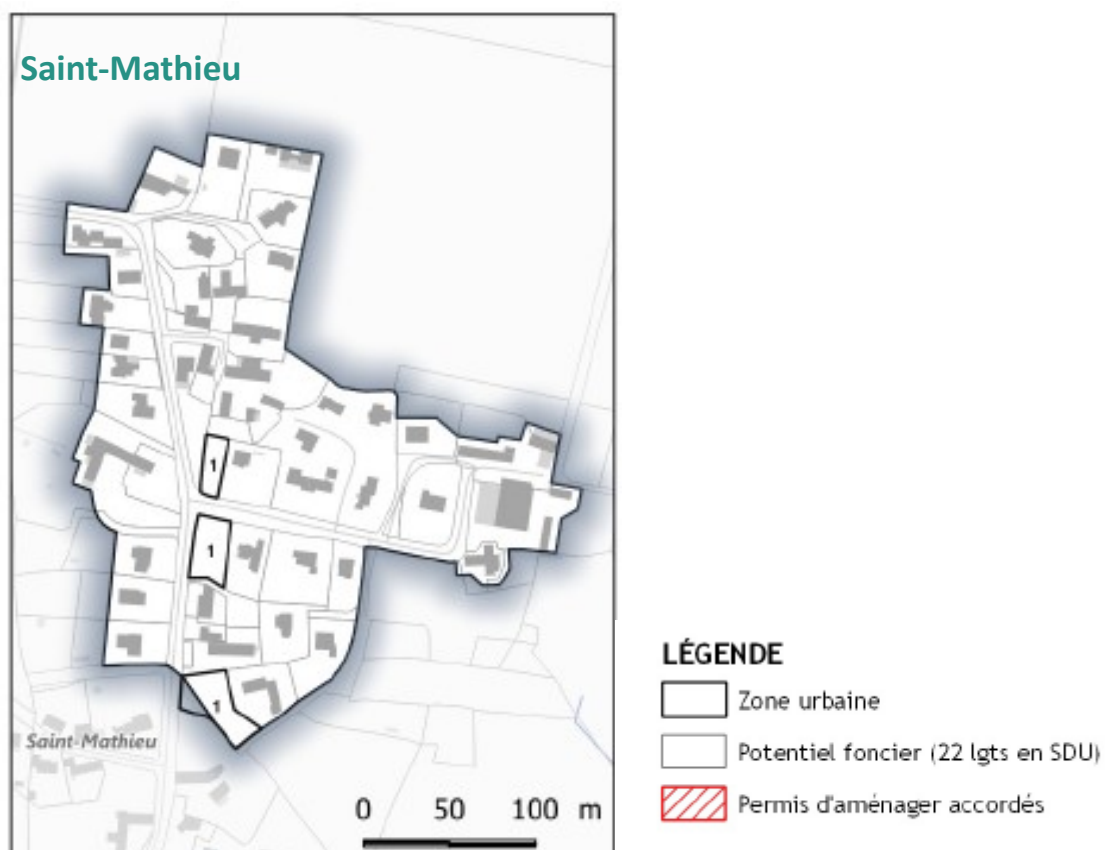 Saint-Mathieu
1
1
1
Saint-Mathieu
0 50 100 m
LÉGENDE
Zone urbaine
Potentiel foncier (22 lgts en SDU)
Permis d'aménager accordés